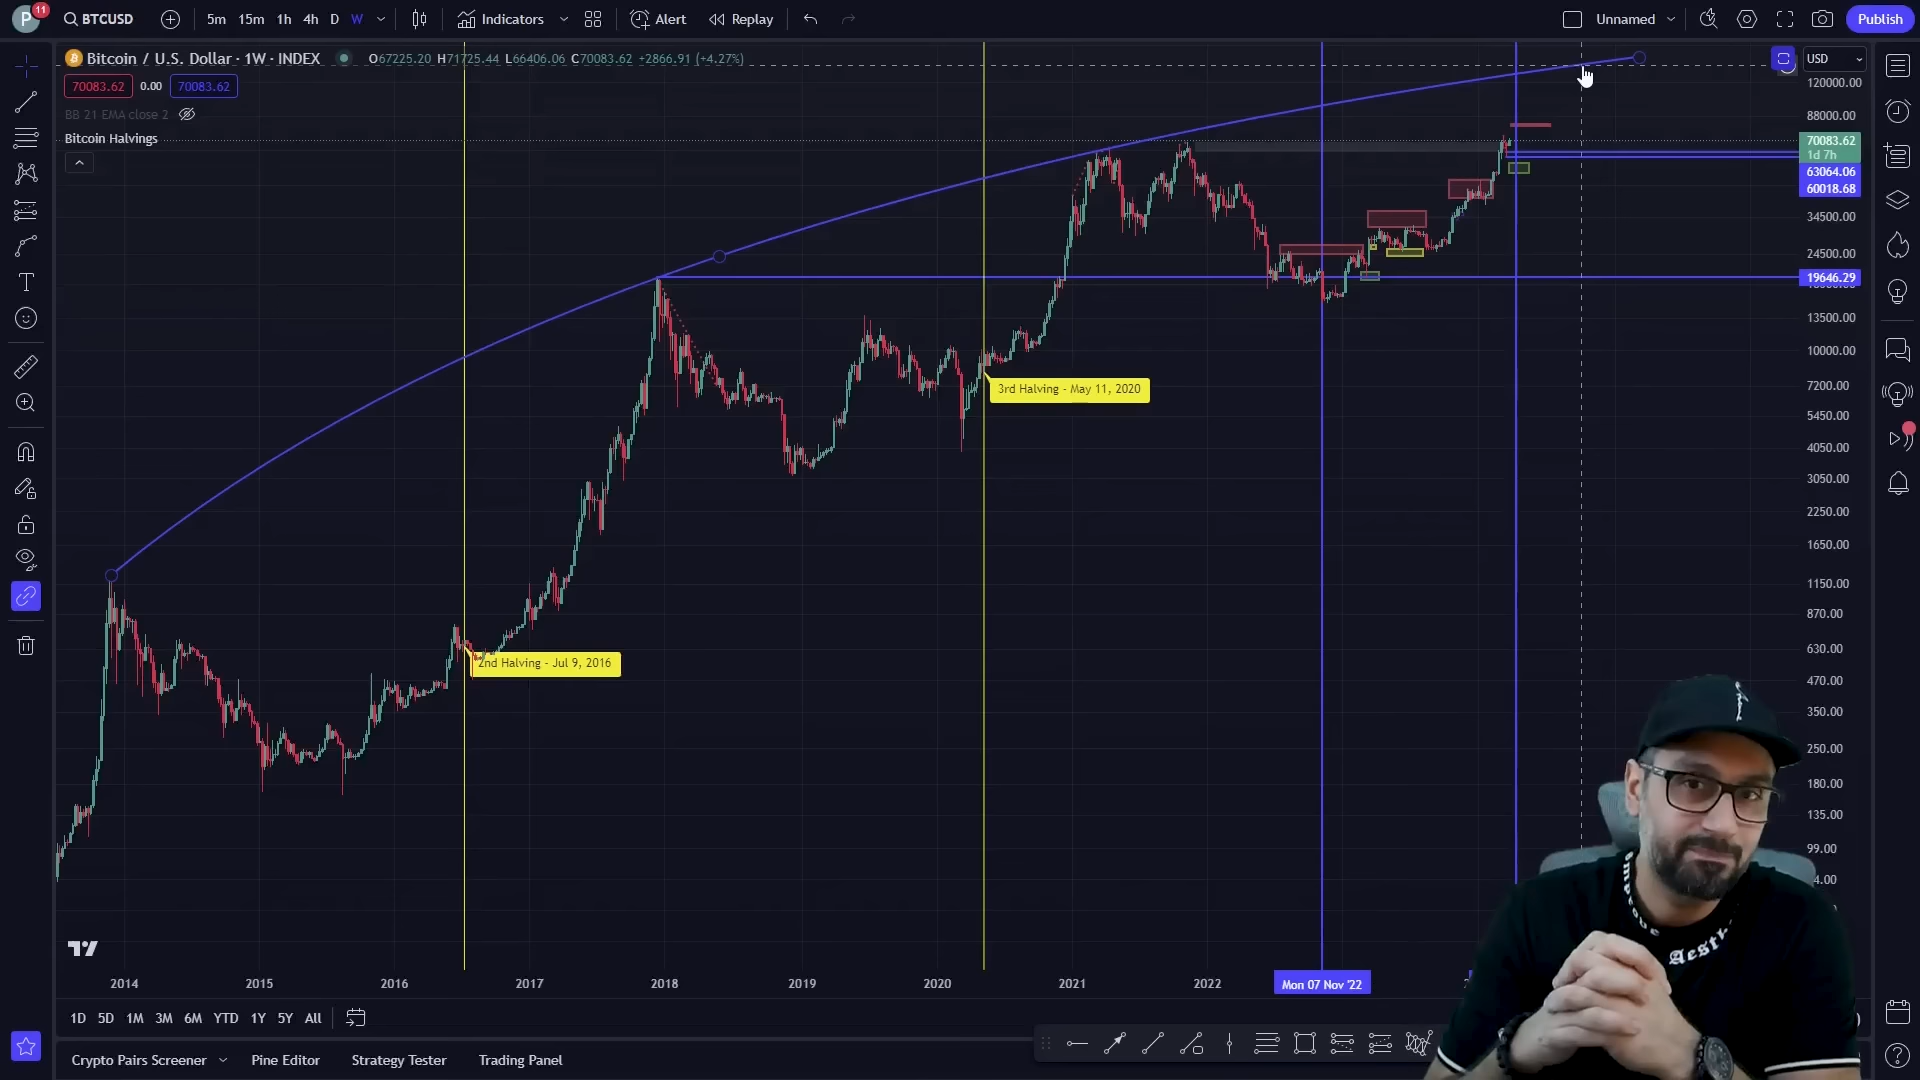 P 11 BTCUSD 5m 15m 1h 4h D W Indicators Alert Replay Unnamed Publish
Bitcoin / U.S. Dollar · 1W · INDEX O67225.20 H71725.44 L66406.06 C70083.62 +2866.91 (+4.27%)
USD
70083.62 0.00 70083.62
BB 21 EMA close 2
Bitcoin Halvings
120000.00
88000.00
70083.62
1d 7h
63064.06
60018.68
34500.00
24500.00
19646.29
13500.00
10000.00
7200.00
5450.00
4050.00
3050.00
2250.00
1650.00
1150.00
870.00
630.00
470.00
350.00
250.00
180.00
135.00
99.00
4.00
3rd Halving - May 11, 2020
2nd Halving - Jul 9, 2016
2014 2015 2016 2017 2018 2019 2020 2021 2022 Mon 07 Nov '22
1D 5D 1M 3M 6M YTD 1Y 5Y All
Crypto Pairs Screener Pine Editor Strategy Tester Trading Panel